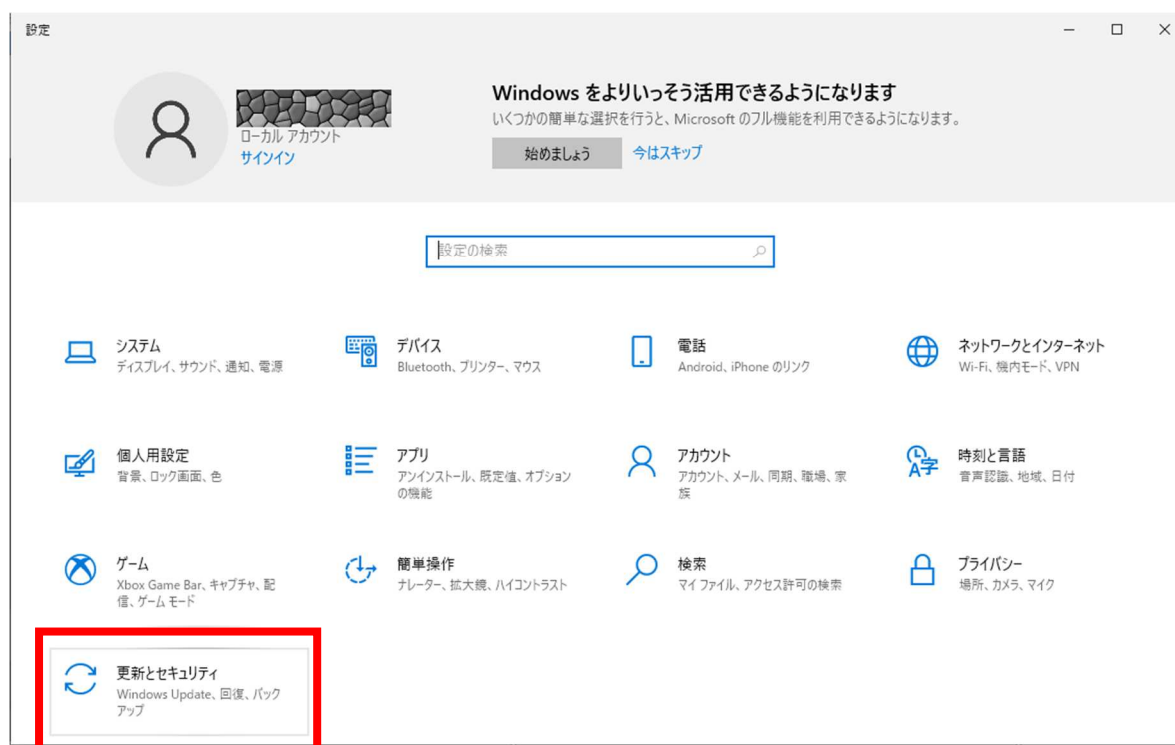 設定
Windows をよりいっそう活用できるようになります
いくつかの簡単な選択を行うと、Microsoft のフル機能を利用できるようになります。
ローカル アカウント
サインイン
始めましょう
今はスキップ
設定の検索
システム
ディスプレイ、サウンド、通知、電源
デバイス
Bluetooth、プリンター、マウス
電話
Android、iPhone のリンク
ネットワークとインターネット
Wi-Fi、機内モード、VPN
個人用設定
背景、ロック画面、色
アプリ
アンインストール、既定値、オプション
の機能
アカウント
アカウント、メール、同期、職場、家
族
時刻と言語
音声認識、地域、日付
ゲーム
Xbox Game Bar、キャプチャ、配
信、ゲーム モード
簡単操作
ナレーター、拡大鏡、ハイコントラスト
検索
マイ ファイル、アクセス許可の検索
プライバシー
場所、カメラ、マイク
更新とセキュリティ
Windows Update、回復、バック
アップ